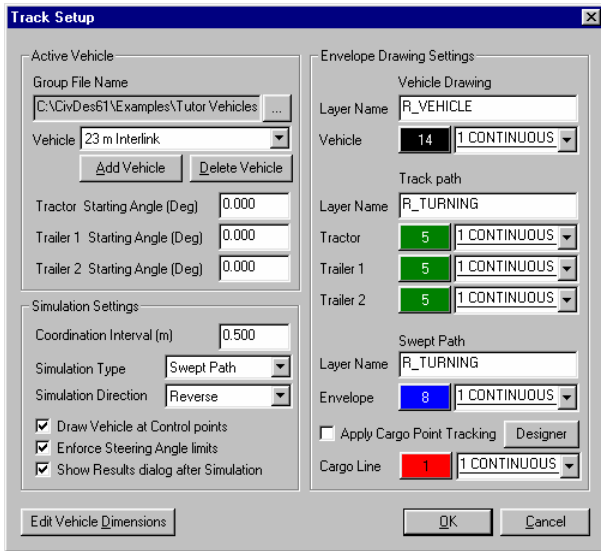 Track Setup
Active Vehicle
Group File Name
C:\CivDes61\Examples\Tutor Vehicles ...
Vehicle 23 m Interlink
Add Vehicle Delete Vehicle
Tractor Starting Angle (Deg) 0.000
Trailer 1 Starting Angle (Deg) 0.000
Trailer 2 Starting Angle (Deg) 0.000
Simulation Settings
Coordination Interval (m) 0.500
Simulation Type Swept Path
Simulation Direction Reverse
Draw Vehicle at Control points
Enforce Steering Angle limits
Show Results dialog after Simulation
Edit Vehicle Dimensions
Envelope Drawing Settings
Vehicle Drawing
Layer Name R_VEHICLE
Vehicle 14 1 CONTINUOUS
Track path
Layer Name R_TURNING
Tractor 5 1 CONTINUOUS
Trailer 1 5 1 CONTINUOUS
Trailer 2 5 1 CONTINUOUS
Swept Path
Layer Name R_TURNING
Envelope 8 1 CONTINUOUS
Apply Cargo Point Tracking Designer
Cargo Line 1 1 CONTINUOUS
OK Cancel